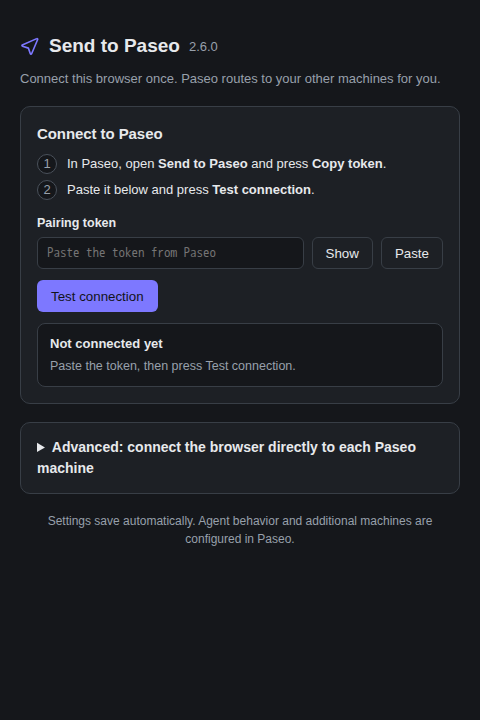 Send to Paseo 2.6.0
Connect this browser once. Paseo routes to your other machines for you.
Connect to Paseo
1 In Paseo, open Send to Paseo and press Copy token.
2 Paste it below and press Test connection.
Pairing token
Paste the token from Paseo Show Paste
Test connection
Not connected yet
Paste the token, then press Test connection.
Advanced: connect the browser directly to each Paseo
machine
Settings save automatically. Agent behavior and additional machines are
configured in Paseo.